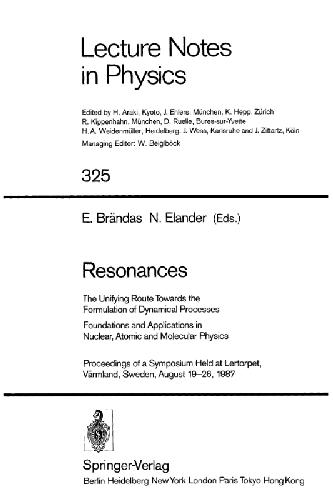 Lecture Notes
in Physics
Edited by H. Araki, Kyoto, J. Ehlers, München, K. Hepp, Zürich
R. Kippenhahn, München, D. Ruelle, Bures-sur-Yvette
H. A. Weidenmüller, Heidelberg, J. Wess, Karlsruhe and J. Zittartz, Köln
Managing Editor: W. Beiglböck
325
E. Brändas N. Elander (Eds.)
Resonances
The Unifying Route Towards the
Formulation of Dynamical Processes
Foundations and Applications in
Nuclear, Atomic and Molecular Physics
Proceedings of a Symposium Held at Lertorpet,
Värmland, Sweden, August 19–26, 1987
Springer-Verlag
Berlin Heidelberg New York London Paris Tokyo Hong Kong